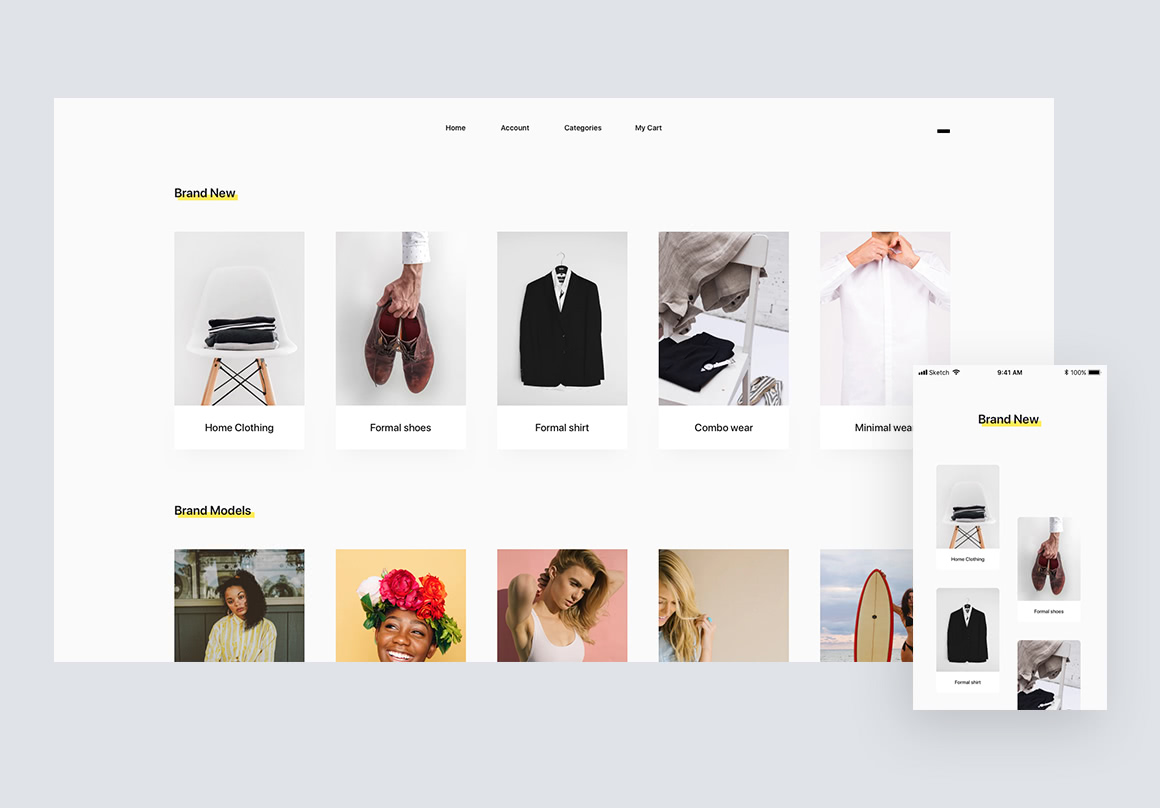 Home Account Categories My Cart
Brand New
Home Clothing Formal shoes Formal shirt Combo wear Minimal wea
Brand Models
Sketch 9:41 AM 100%
Brand New
Home Clothing
Formal shoes
Formal shirt